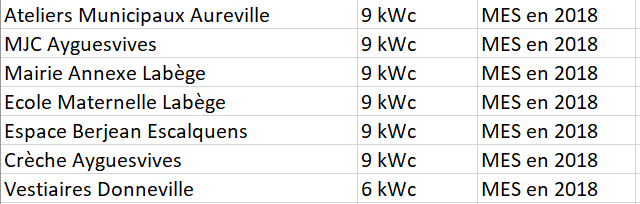 Ateliers Municipaux Aureville 9 kWc MES en 2018
MJC Ayguesvives 9 kWc MES en 2018
Mairie Annexe Labège 9 kWc MES en 2018
Ecole Maternelle Labège 9 kWc MES en 2018
Espace Berjean Escalquens 9 kWc MES en 2018
Crèche Ayguesvives 9 kWc MES en 2018
Vestiaires Donneville 6 kWc MES en 2018